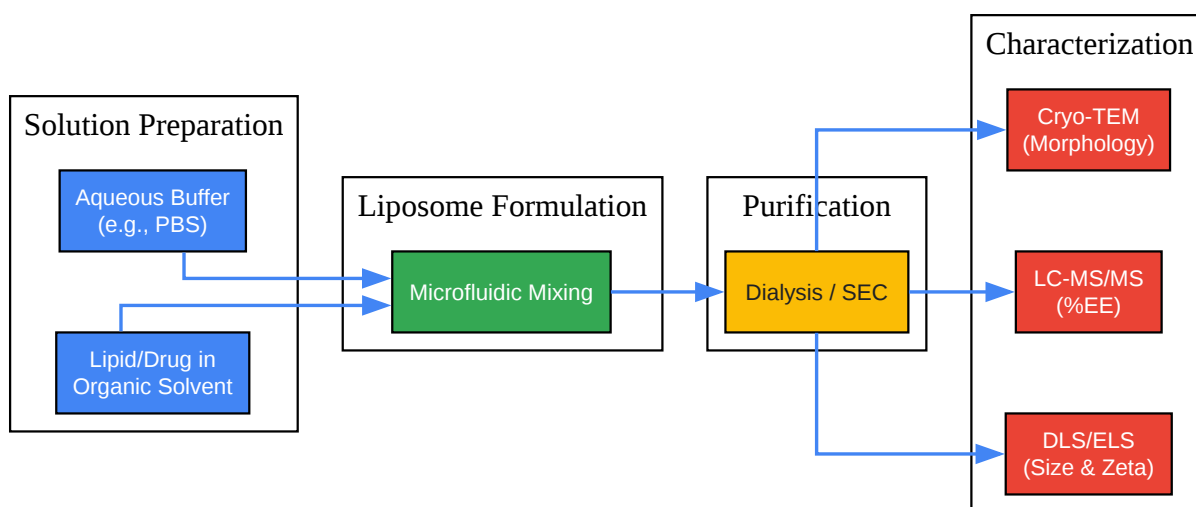 Solution Preparation
Aqueous Buffer
(e.g., PBS)
Lipid/Drug in
Organic Solvent
Liposome Formulation
Microfluidic Mixing
Purification
Dialysis / SEC
Characterization
Cryo-TEM
(Morphology)
LC-MS/MS
(%EE)
DLS/ELS
(Size & Zeta)